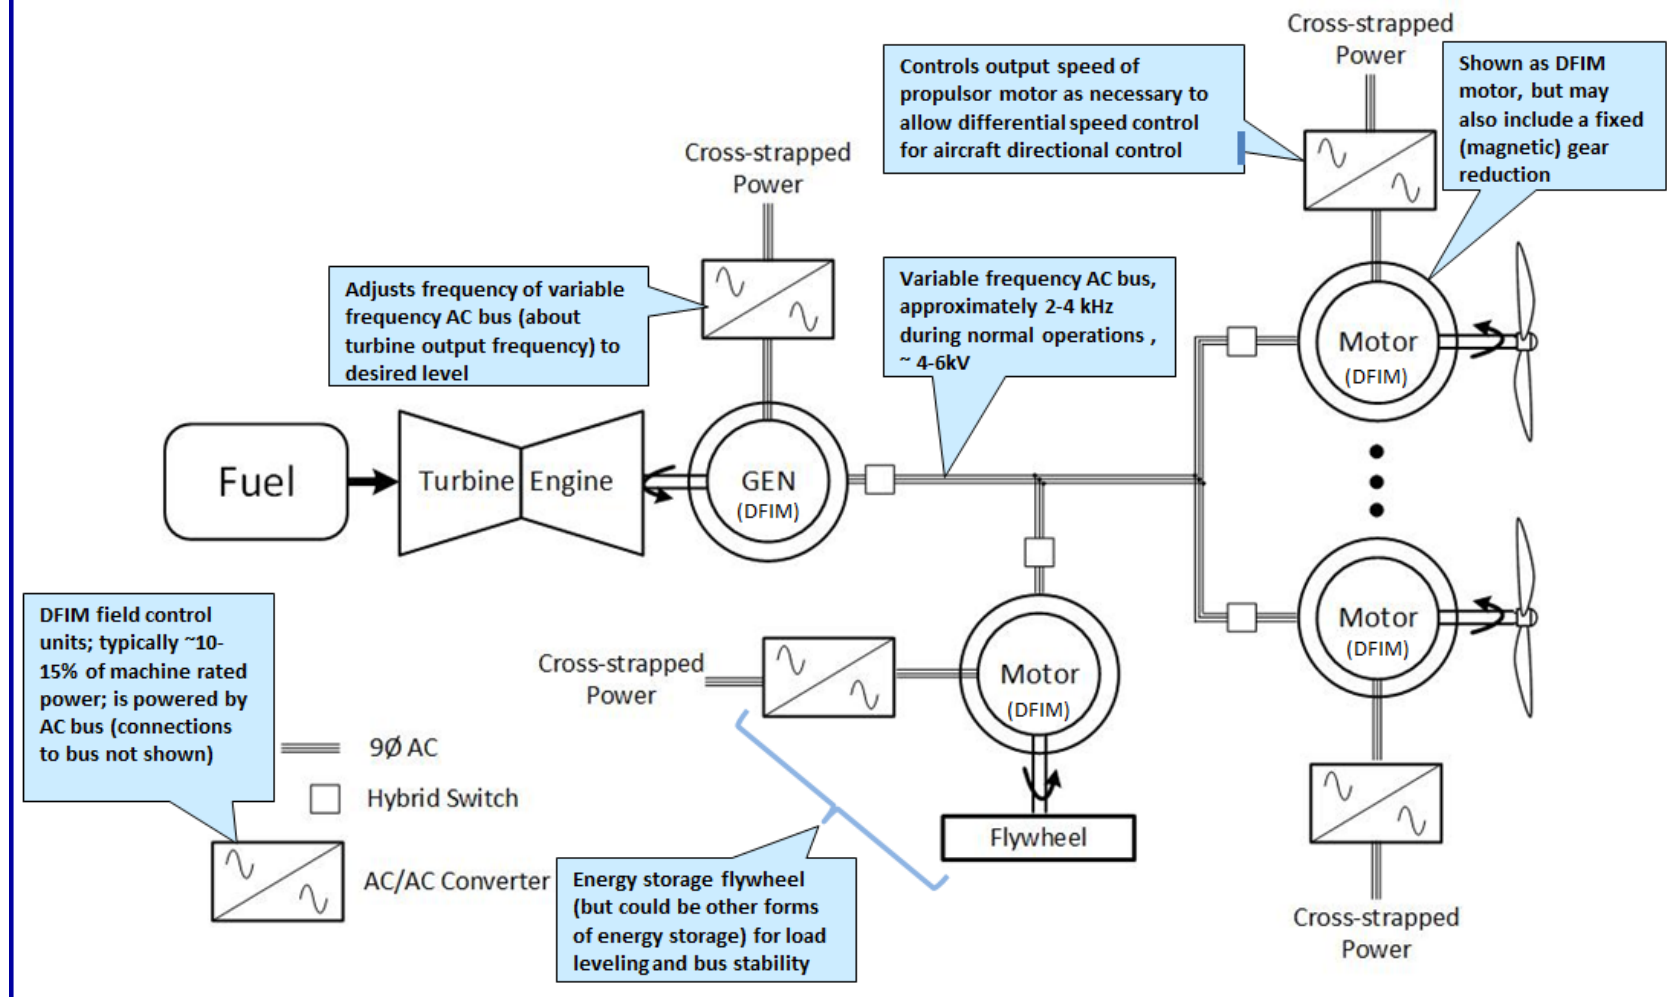 Cross-strapped
Power
Controls output speed of
propulsor motor as necessary to
allow differential speed control
for aircraft directional control
Shown as DFIM
motor, but may
also include a fixed
(magnetic) gear
reduction
Cross-strapped
Power
Adjusts frequency of variable
frequency AC bus (about
turbine output frequency) to
desired level
Variable frequency AC bus,
approximately 2-4 kHz
during normal operations ,
~ 4-6kV
Motor
(DFIM)
Fuel
Turbine Engine
GEN
(DFIM)
Motor
(DFIM)
DFIM field control
units; typically ~10-
15% of machine rated
power; is powered by
AC bus (connections
to bus not shown)
Cross-strapped
Power
Motor
(DFIM)
9Ø AC
Hybrid Switch
AC/AC Converter
Flywheel
Energy storage flywheel
(but could be other forms
of energy storage) for load
leveling and bus stability
Cross-strapped
Power